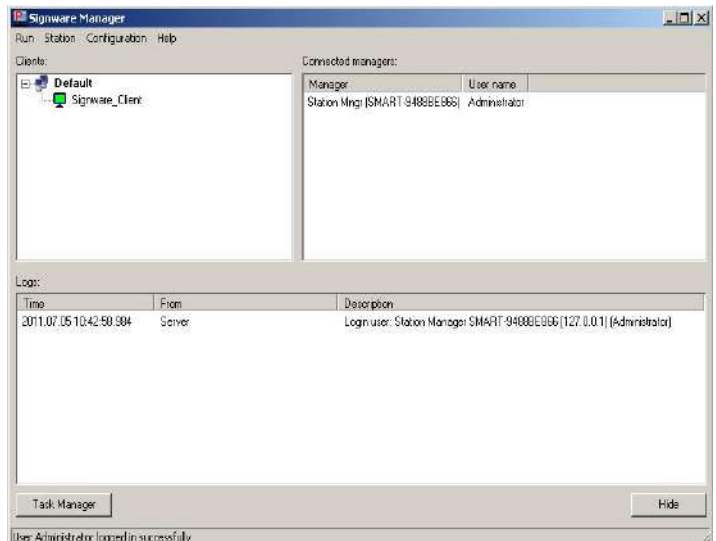 Signware Manager
Run Station Configuration Help
Clients:
Default
Signware_Client
Connected managers:
Manager User name
Station Mngr [SMART-9488BE866] Administrator
Logs:
Time From Description
2011.07.05 10:42:58.984 Server Login user: Station Manager SMART-9488BE866 [127.0.0.1] (Administrator)
Task Manager
Hide
User Administrator logged in successfully